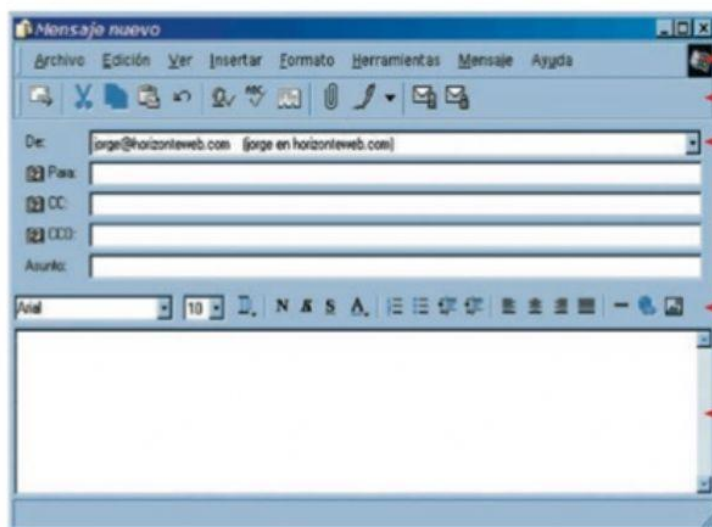 Mensaje nuevo
Archivo Edición Ver Insertar Formato Herramientas Mensaje Ayuda
ABC
De: jorge@horizonteweb.com (jorge en horizonteweb.com)
Para:
CC:
CCO:
Asunto:
Arial 10 N K S A